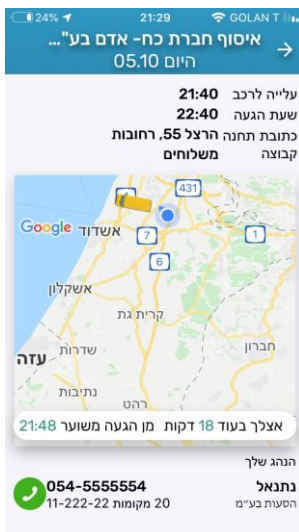 24% 21:29 GOLAN T
איסוף חברת כח- אדם בע"...
היום 05.10
עלייה לרכב 21:40
שעת הגעה 22:40
כתובת תחנה הרצל 55, רחובות
קבוצה משלוחים
431
Google אשדוד 7 1
6
אשקלון
קרית גת
שדרות חברון
עזה
נתיבות
רהט
אצלך בעוד 18 דקות מן הגעה משוער 21:48
הנהג שלך
נתנאל 054-5555554
הסעות בע״מ 20 מקומות 11-222-22